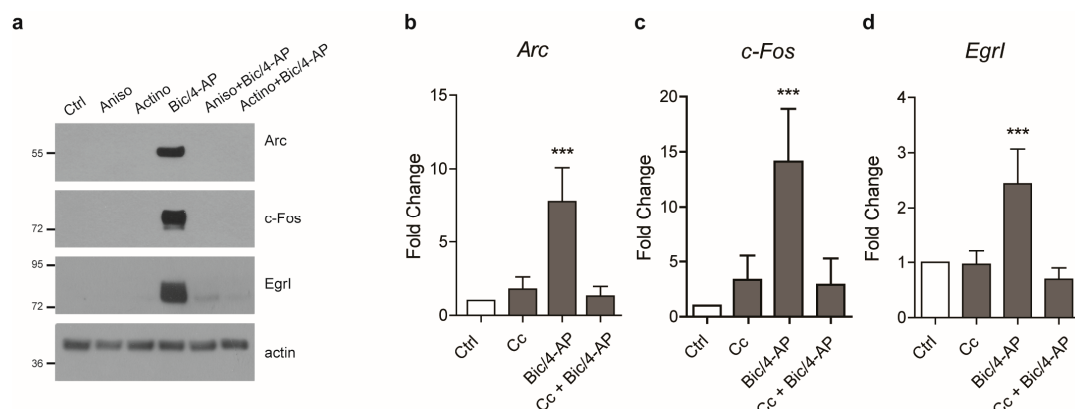 a
Ctrl
Aniso
Actino
Bic/4-AP
Aniso+Bic/4-AP
Actino+Bic/4-AP
55
Arc
72
c-Fos
95
72
EgrI
36
actin
b
Arc
Fold Change
15
10
5
0
***
Ctrl
Cc
Bic/4-AP
Cc + Bic/4-AP
c
c-Fos
Fold Change
20
15
10
5
0
***
Ctrl
Cc
Bic/4-AP
Cc + Bic/4-AP
d
EgrI
Fold Change
4
3
2
1
0
***
Ctrl
Cc
Bic/4-AP
Cc + Bic/4-AP